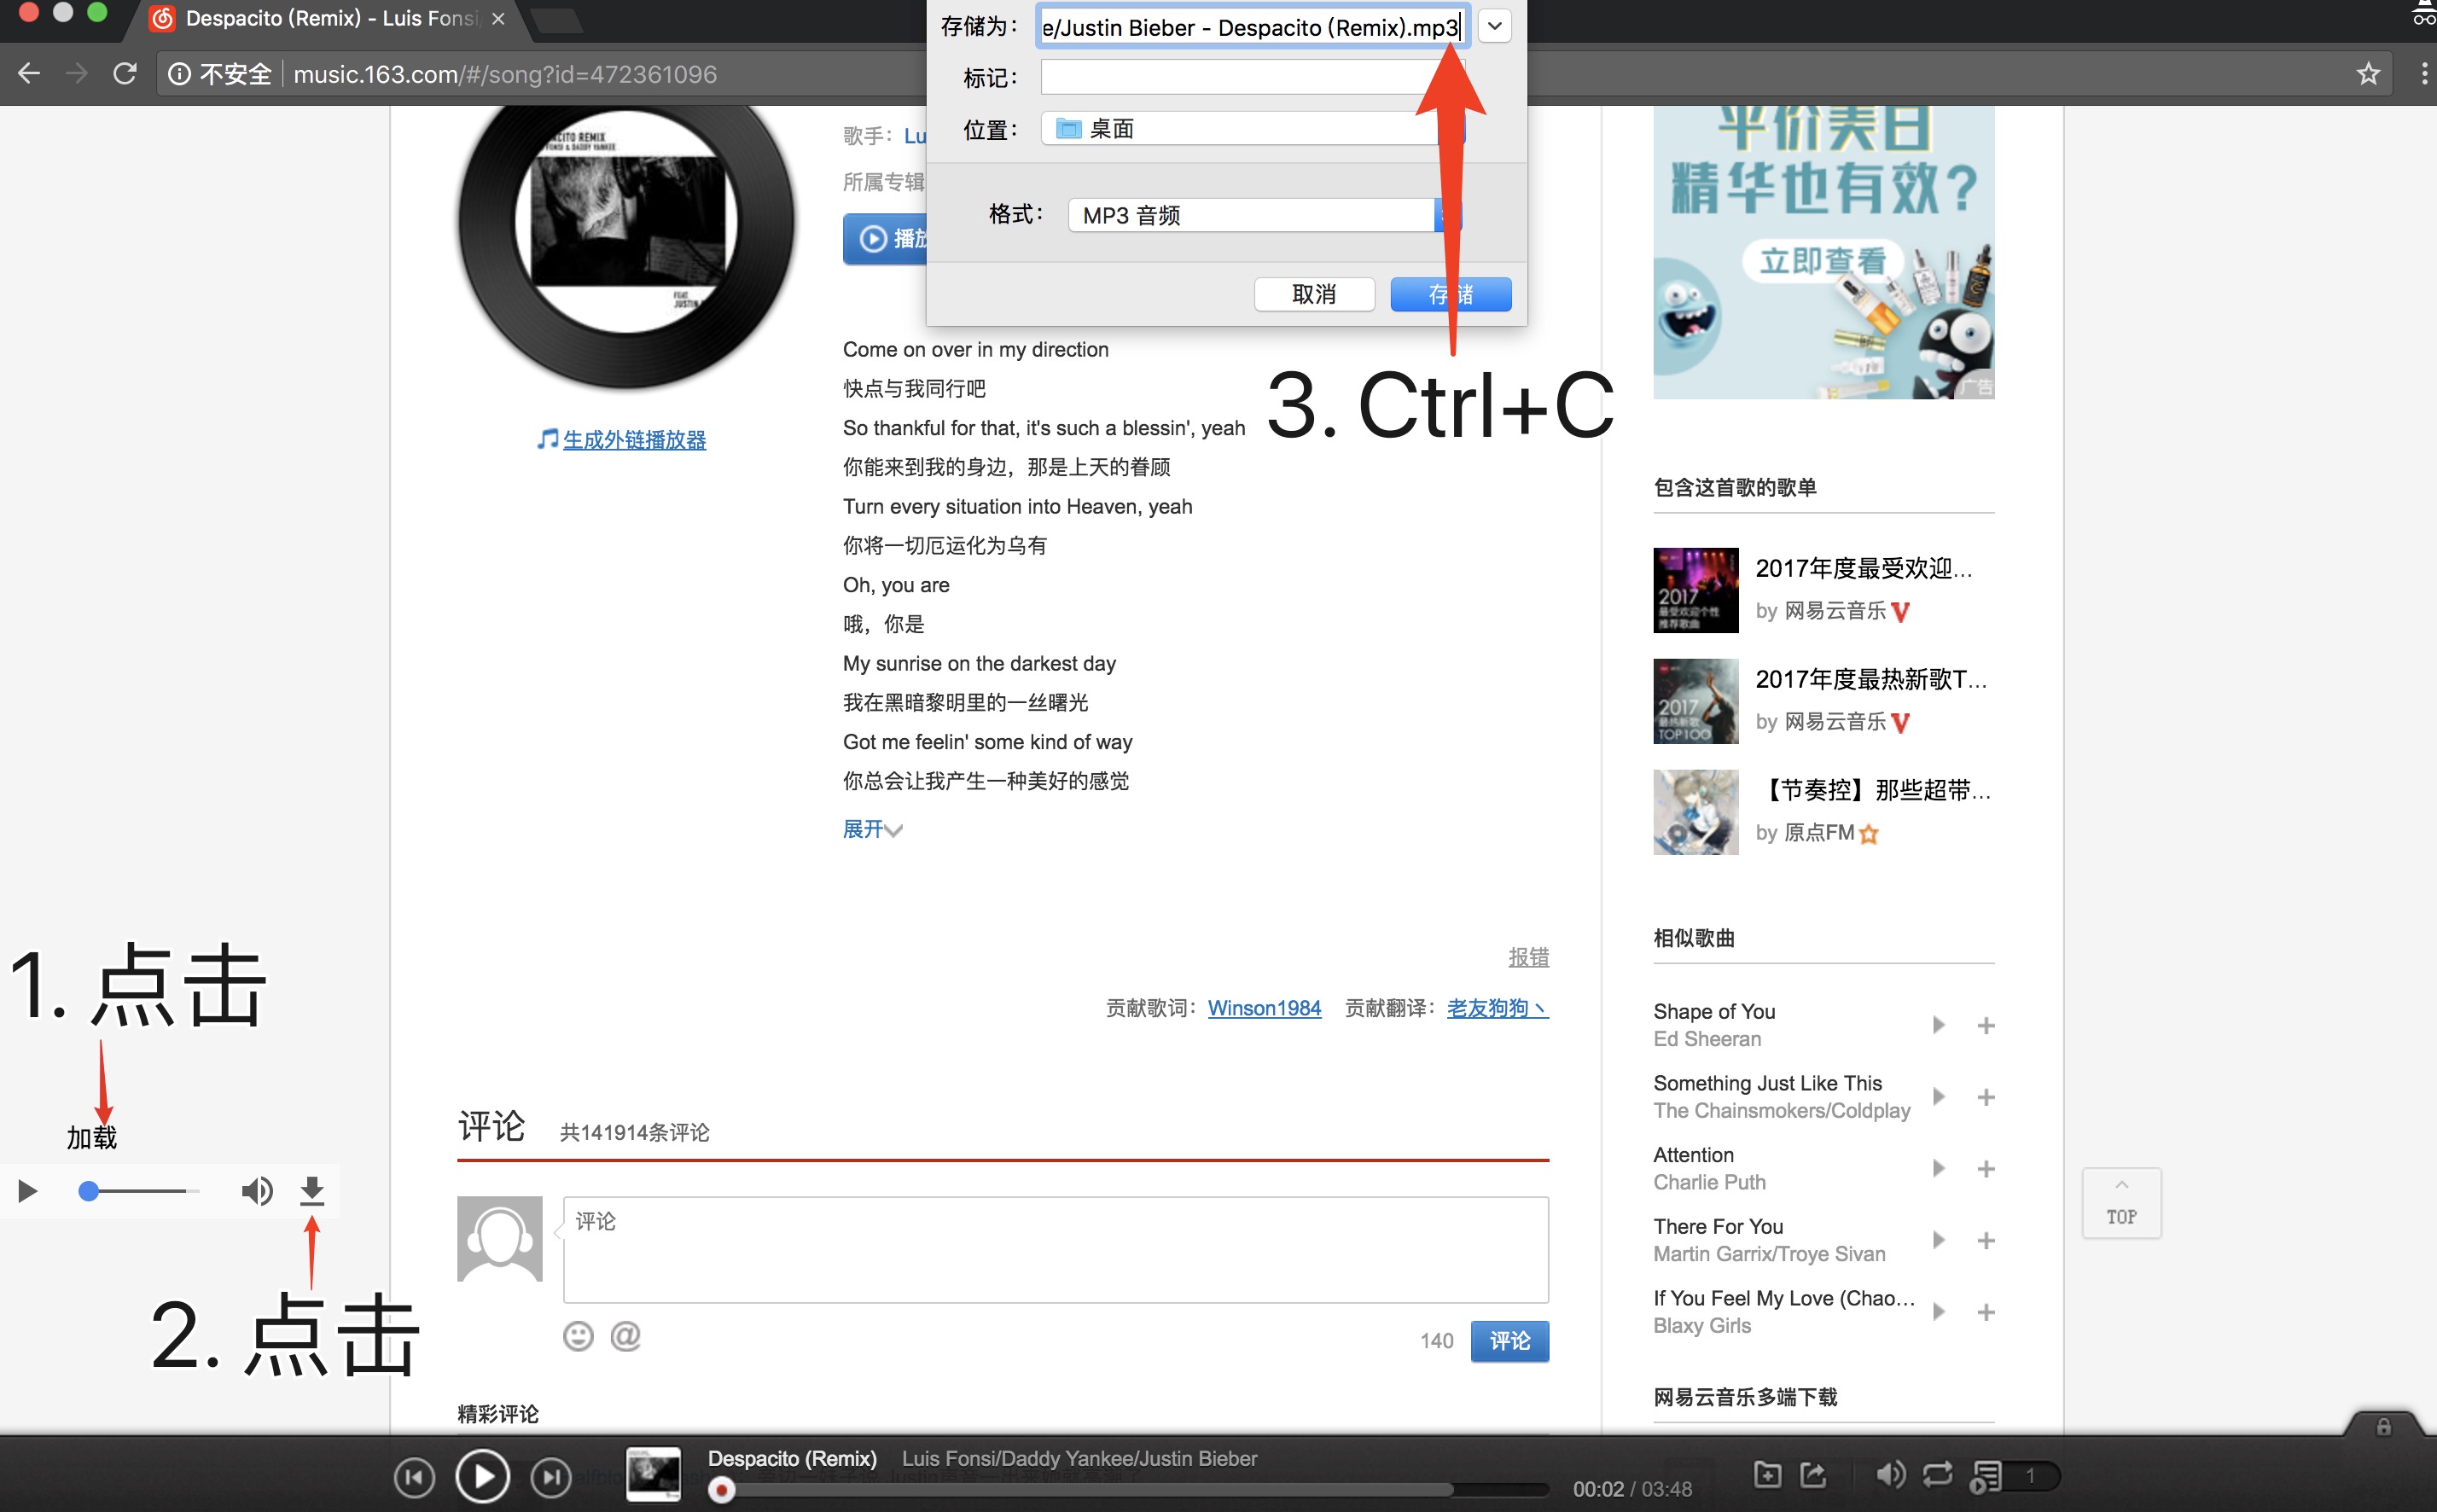 Despacito (Remix) - Luis Fonsi
不安全 music.163.com/#/song?id=472361096
存储为： e/Justin Bieber - Despacito (Remix).mp3
标记：
位置： 桌面
格式： MP3 音频
取消 存储
3. Ctrl+C
歌手： Lu
所属专辑
播放
生成外链播放器
Come on over in my direction
快点与我同行吧
So thankful for that, it's such a blessin', yeah
你能来到我的身边，那是上天的眷顾
Turn every situation into Heaven, yeah
你将一切厄运化为乌有
Oh, you are
哦，你是
My sunrise on the darkest day
我在黑暗黎明里的一丝曙光
Got me feelin' some kind of way
你总会让我产生一种美好的感觉
展开
报错
贡献歌词： Winson1984 贡献翻译： 老友狗狗丶
1. 点击
加载
2. 点击
评论 共141914条评论
评论
140 评论
精彩评论
平价美白
精华也有效？
立即查看
广告
包含这首歌的歌单
2017年度最受欢迎...
by 网易云音乐
2017年度最热新歌T...
by 网易云音乐
【节奏控】那些超带...
by 原点FM
相似歌曲
Shape of You
Ed Sheeran
Something Just Like This
The Chainsmokers/Coldplay
Attention
Charlie Puth
There For You
Martin Garrix/Troye Sivan
If You Feel My Love (Chao...
Blaxy Girls
网易云音乐多端下载
TOP
Despacito (Remix) Luis Fonsi/Daddy Yankee/Justin Bieber
00:02 / 03:48
1